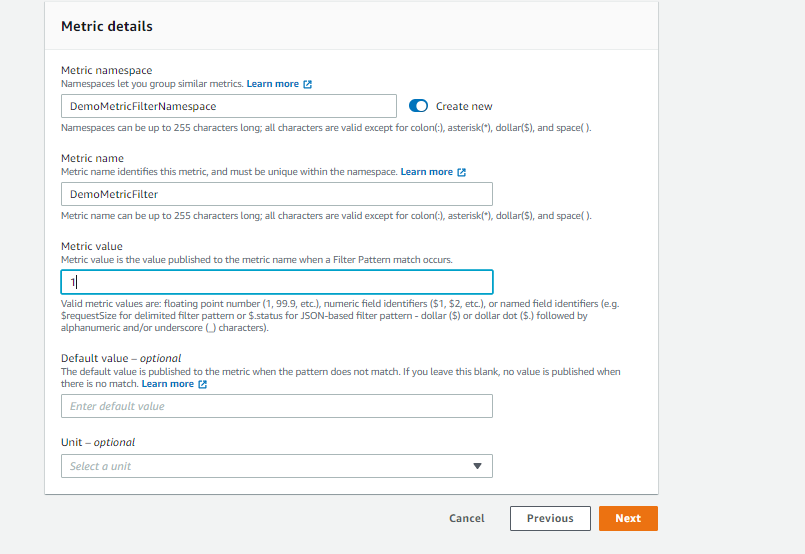 Metric details
Metric namespace
Namespaces let you group similar metrics. Learn more
DemoMetricFilterNamespace
Create new
Namespaces can be up to 255 characters long; all characters are valid except for colon(:), asterisk(*), dollar($), and space( ).
Metric name
Metric name identifies this metric, and must be unique within the namespace. Learn more
DemoMetricFilter
Metric name can be up to 255 characters long; all characters are valid except for colon(:), asterisk(*), dollar($), and space( ).
Metric value
Metric value is the value published to the metric name when a Filter Pattern match occurs.
1
Valid metric values are: floating point number (1, 99.9, etc.), numeric field identifiers ($1, $2, etc.), or named field identifiers (e.g.
$requestSize for delimited filter pattern or $.status for JSON-based filter pattern - dollar ($) or dollar dot ($.) followed by
alphanumeric and/or underscore (_) characters).
Default value – optional
The default value is published to the metric when the pattern does not match. If you leave this blank, no value is published when
there is no match. Learn more
Enter default value
Unit – optional
Select a unit
Cancel
Previous
Next